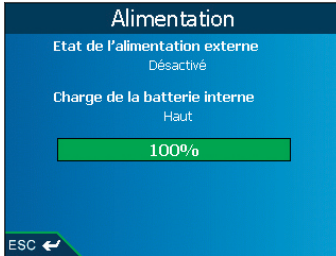 Alimentation
Etat de l'alimentation externe
Désactivé
Charge de la batterie interne
Haut
100%
ESC